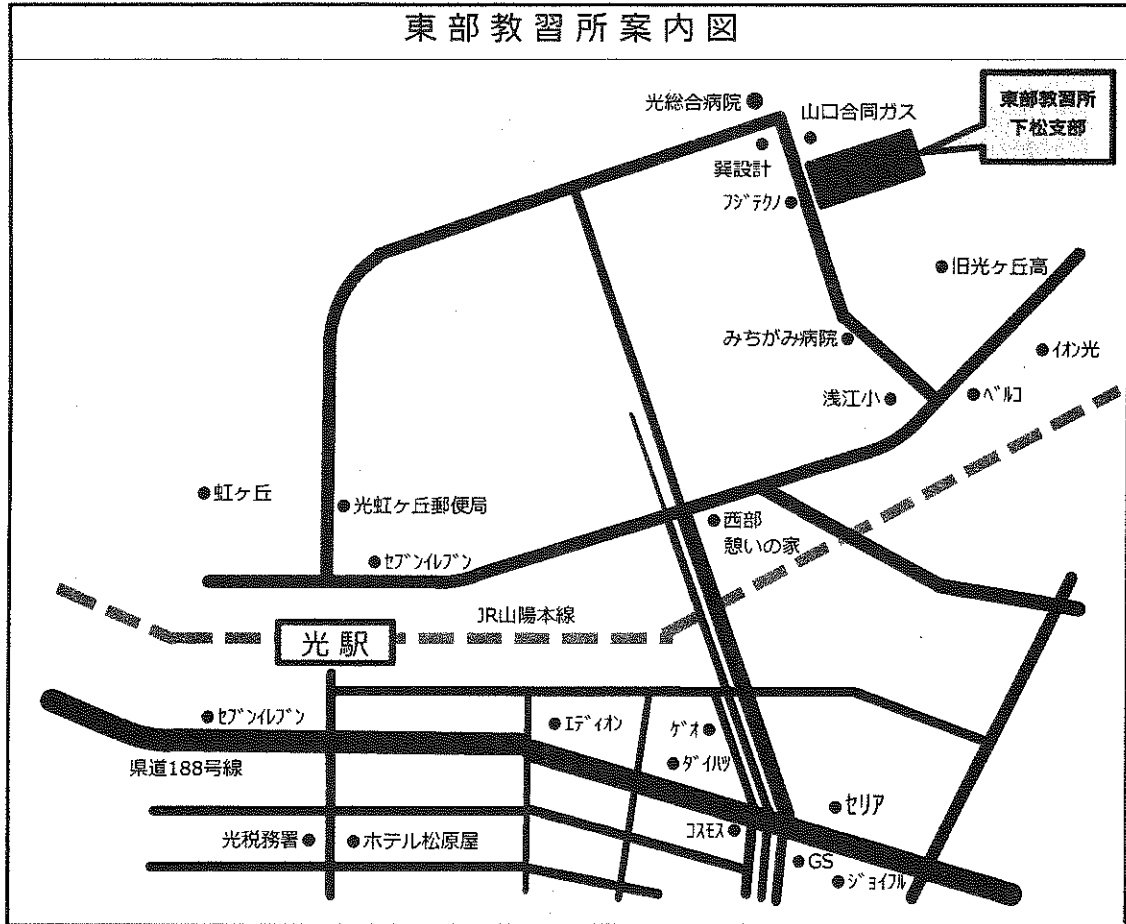 東部教習所案内図
光総合病院
山口合同ガス
東部教習所
下松支部
巽設計
ﾌｼﾞﾃｸﾉ
旧光ヶ丘高
みちがみ病院
ｲｵﾝ光
浅江小
ﾍﾞﾙｺ
虹ヶ丘
光虹ヶ丘郵便局
西部
憩いの家
ｾﾌﾞﾝｲﾚﾌﾞﾝ
JR山陽本線
光駅
ｾﾌﾞﾝｲﾚﾌﾞﾝ
ｴﾃﾞｨｵﾝ
ｹﾞｵ
県道188号線
ﾀﾞｲﾊﾂ
セリア
ｺｽﾓｽ
光税務署
ホテル松原屋
GS
ｼﾞｮｲﾌﾙ